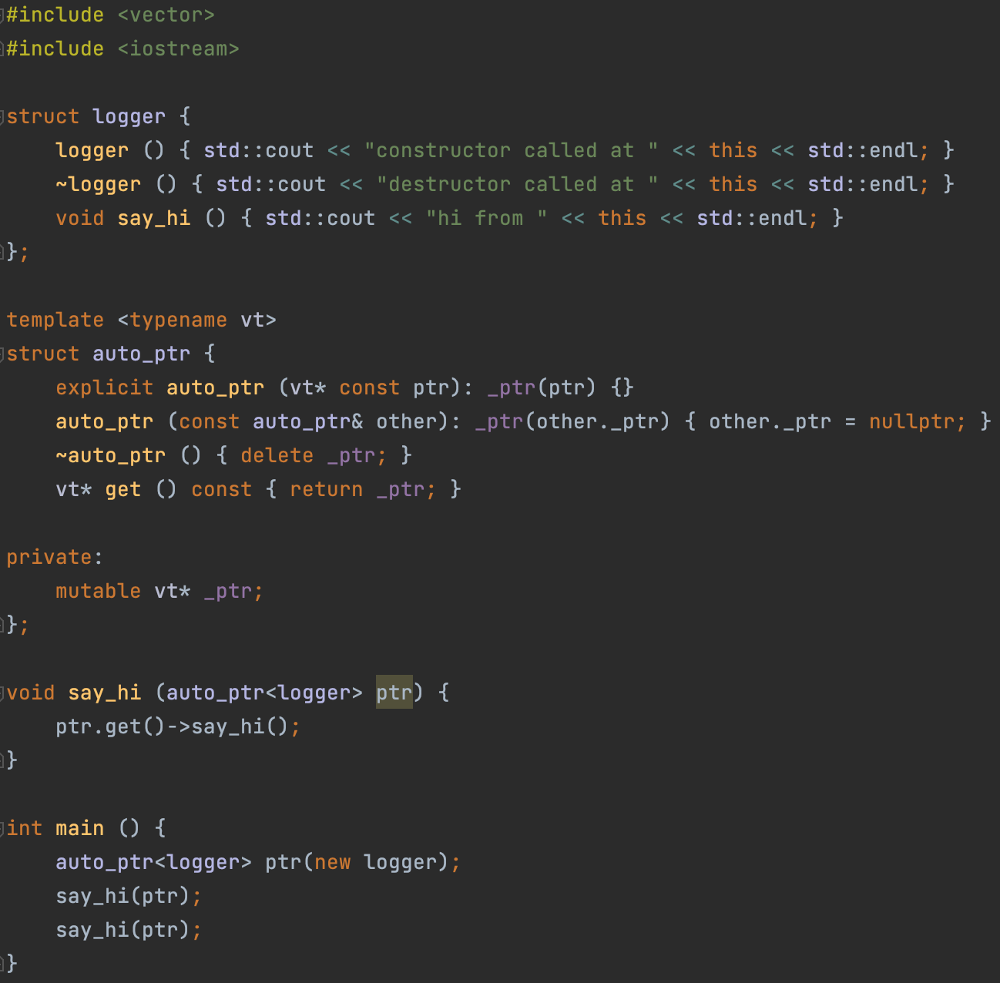 #include <vector>
#include <iostream>
struct logger {
logger () { std::cout << "constructor called at " << this << std::endl; }
~logger () { std::cout << "destructor called at " << this << std::endl; }
void say_hi () { std::cout << "hi from " << this << std::endl; }
};
template <typename vt>
struct auto_ptr {
explicit auto_ptr (vt* const ptr): _ptr(ptr) {}
auto_ptr (const auto_ptr& other): _ptr(other._ptr) { other._ptr = nullptr; }
~auto_ptr () { delete _ptr; }
vt* get () const { return _ptr; }
private:
mutable vt* _ptr;
};
void say_hi (auto_ptr<logger> ptr) {
ptr.get()->say_hi();
}
int main () {
auto_ptr<logger> ptr(new logger);
say_hi(ptr);
say_hi(ptr);
}